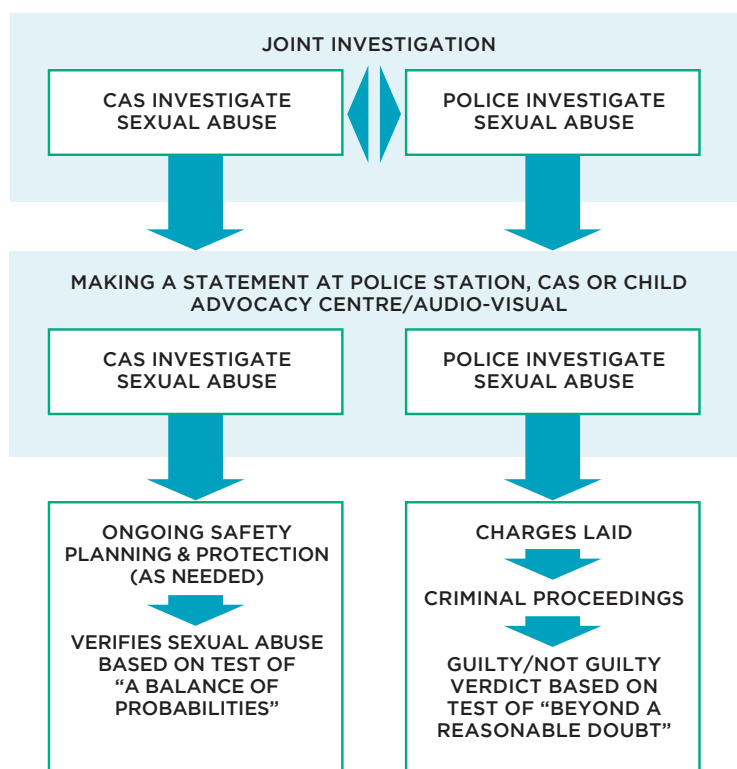 JOINT INVESTIGATION
CAS INVESTIGATE
SEXUAL ABUSE
POLICE INVESTIGATE
SEXUAL ABUSE
MAKING A STATEMENT AT POLICE STATION, CAS OR CHILD
ADVOCACY CENTRE/AUDIO-VISUAL
CAS INVESTIGATE
SEXUAL ABUSE
POLICE INVESTIGATE
SEXUAL ABUSE
ONGOING SAFETY
PLANNING & PROTECTION
(AS NEEDED)
VERIFIES SEXUAL ABUSE
BASED ON TEST OF
“A BALANCE OF
PROBABILITIES”
CHARGES LAID
CRIMINAL PROCEEDINGS
GUILTY/NOT GUILTY
VERDICT BASED ON
TEST OF “BEYOND A
REASONABLE DOUBT”